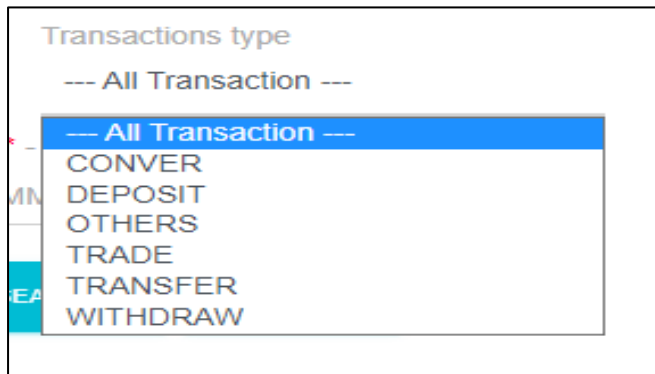 Transactions type
--- All Transaction ---
--- All Transaction ---
* -
CONVER
DEPOSIT
OTHERS
TRADE
TRANSFER
WITHDRAW